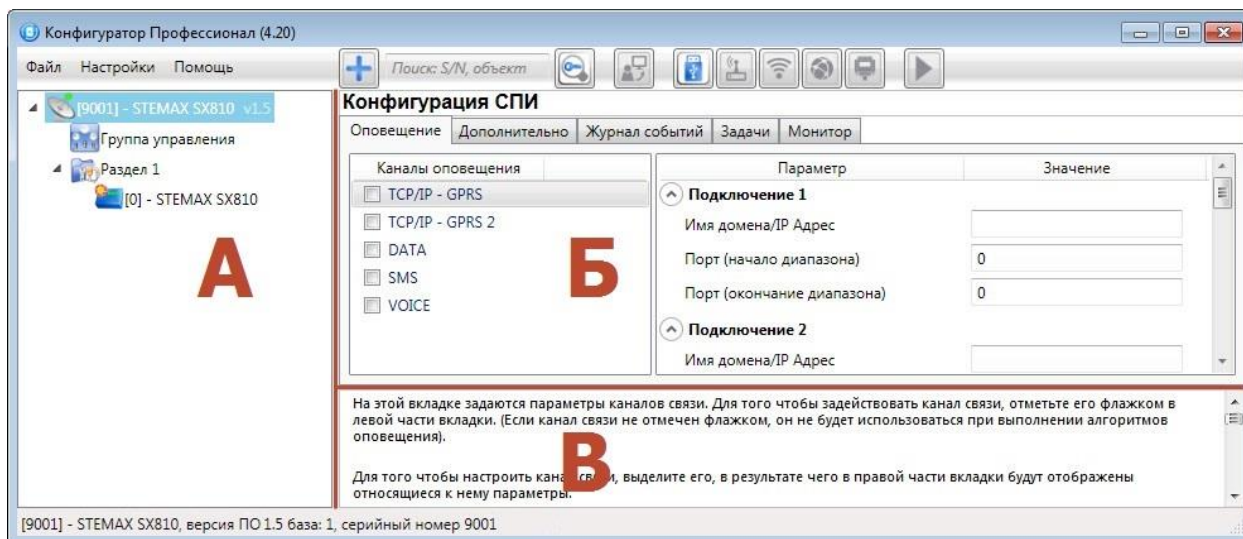 Конфигуратор Профессионал (4.20)
Файл Настройки Помощь
Поиск: S/N, объект
[9001] - STEMAX SX810 v1.5
Группа управления
Раздел 1
[0] - STEMAX SX810
А
Конфигурация СПИ
Оповещение Дополнительно Журнал событий Задачи Монитор
Каналы оповещения
TCP/IP - GPRS
TCP/IP - GPRS 2
DATA
SMS
VOICE
Б
Параметр Значение
Подключение 1
Имя домена/IP Адрес
Порт (начало диапазона) 0
Порт (окончание диапазона) 0
Подключение 2
Имя домена/IP Адрес
На этой вкладке задаются параметры каналов связи. Для того чтобы задействовать канал связи, отметьте его флажком в
левой части вкладки. (Если канал связи не отмечен флажком, он не будет использоваться при выполнении алгоритмов
оповещения).
Для того чтобы настроить канал связи, выделите его, в результате чего в правой части вкладки будут отображены
относящиеся к нему параметры.
В
[9001] - STEMAX SX810, версия ПО 1.5 база: 1, серийный номер 9001